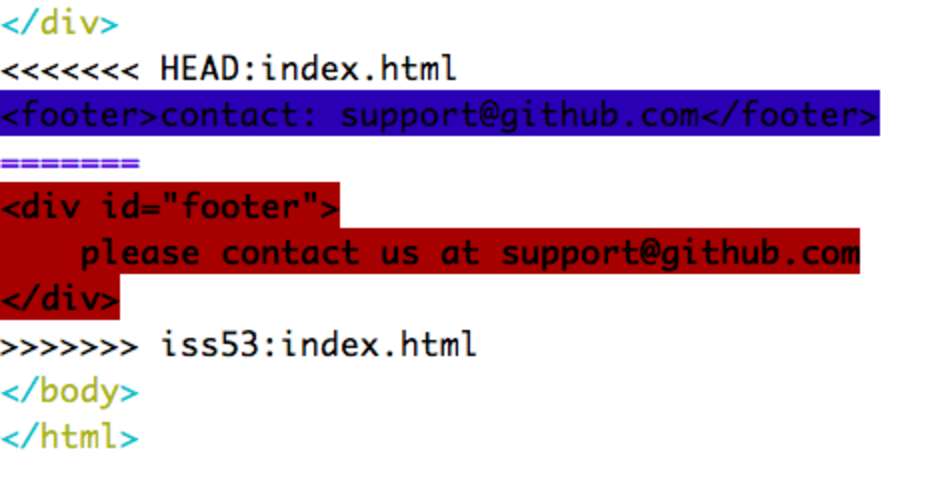 </div>
<<<<<<< HEAD:index.html
<footer>contact: support@github.com</footer>
=======
<div id="footer">
    please contact us at support@github.com
</div>
>>>>>>> iss53:index.html
</body>
</html>